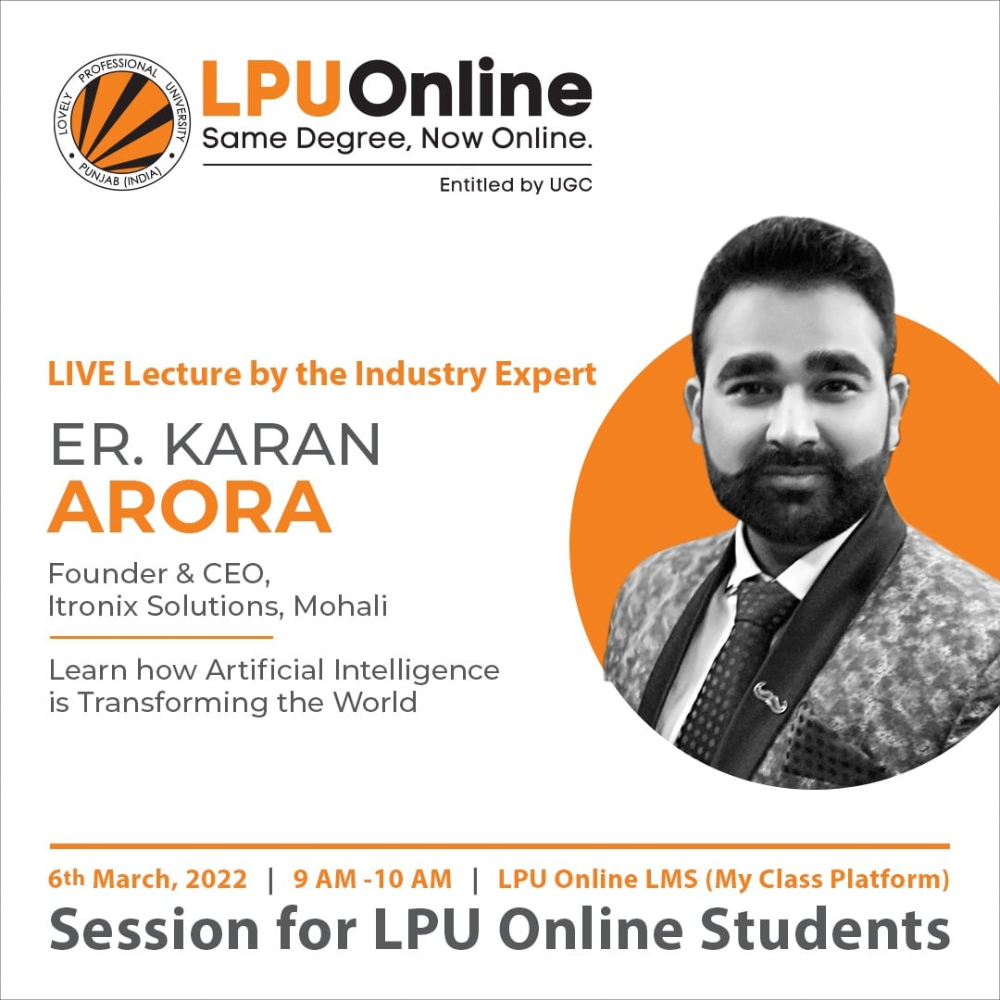 LOVELY PROFESSIONAL UNIVERSITY
PUNJAB (INDIA)
LPUOnline
Same Degree, Now Online.
Entitled by UGC
LIVE Lecture by the Industry Expert
ER. KARAN
ARORA
Founder & CEO,
Itronix Solutions, Mohali
Learn how Artificial Intelligence
is Transforming the World
6th March, 2022 | 9 AM -10 AM | LPU Online LMS (My Class Platform)
Session for LPU Online Students